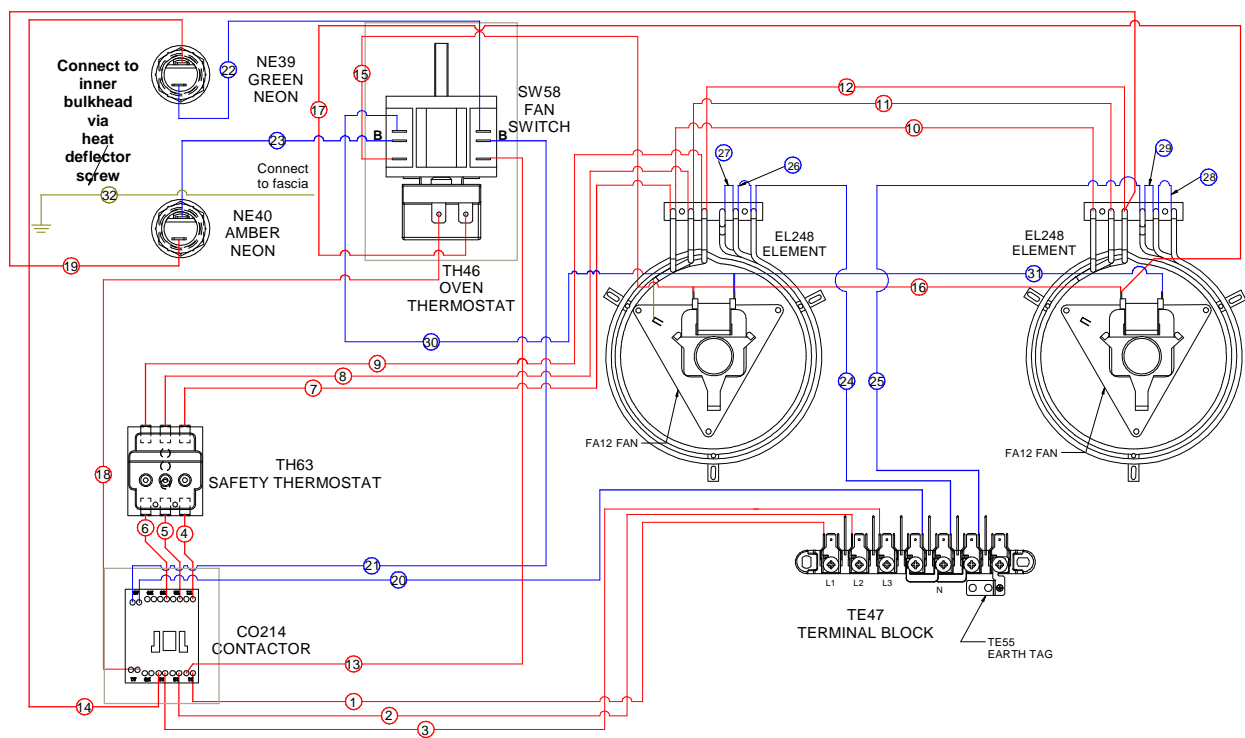 Connect to
inner
bulkhead
via
heat
deflector
screw
NE39
GREEN
NEON
NE40
AMBER
NEON
Connect
to fascia
SW58
FAN
SWITCH
B
B
TH46
OVEN
THERMOSTAT
EL248
ELEMENT
EL248
ELEMENT
FA12 FAN
FA12 FAN
TH63
SAFETY THERMOSTAT
CO214
CONTACTOR
L1
L2
L3
N
TE47
TERMINAL BLOCK
TE55
EARTH TAG
22
15
17
23
32
19
12
11
10
27
26
29
28
31
16
30
9
8
7
24
25
18
6
5
4
21
20
13
14
1
2
3